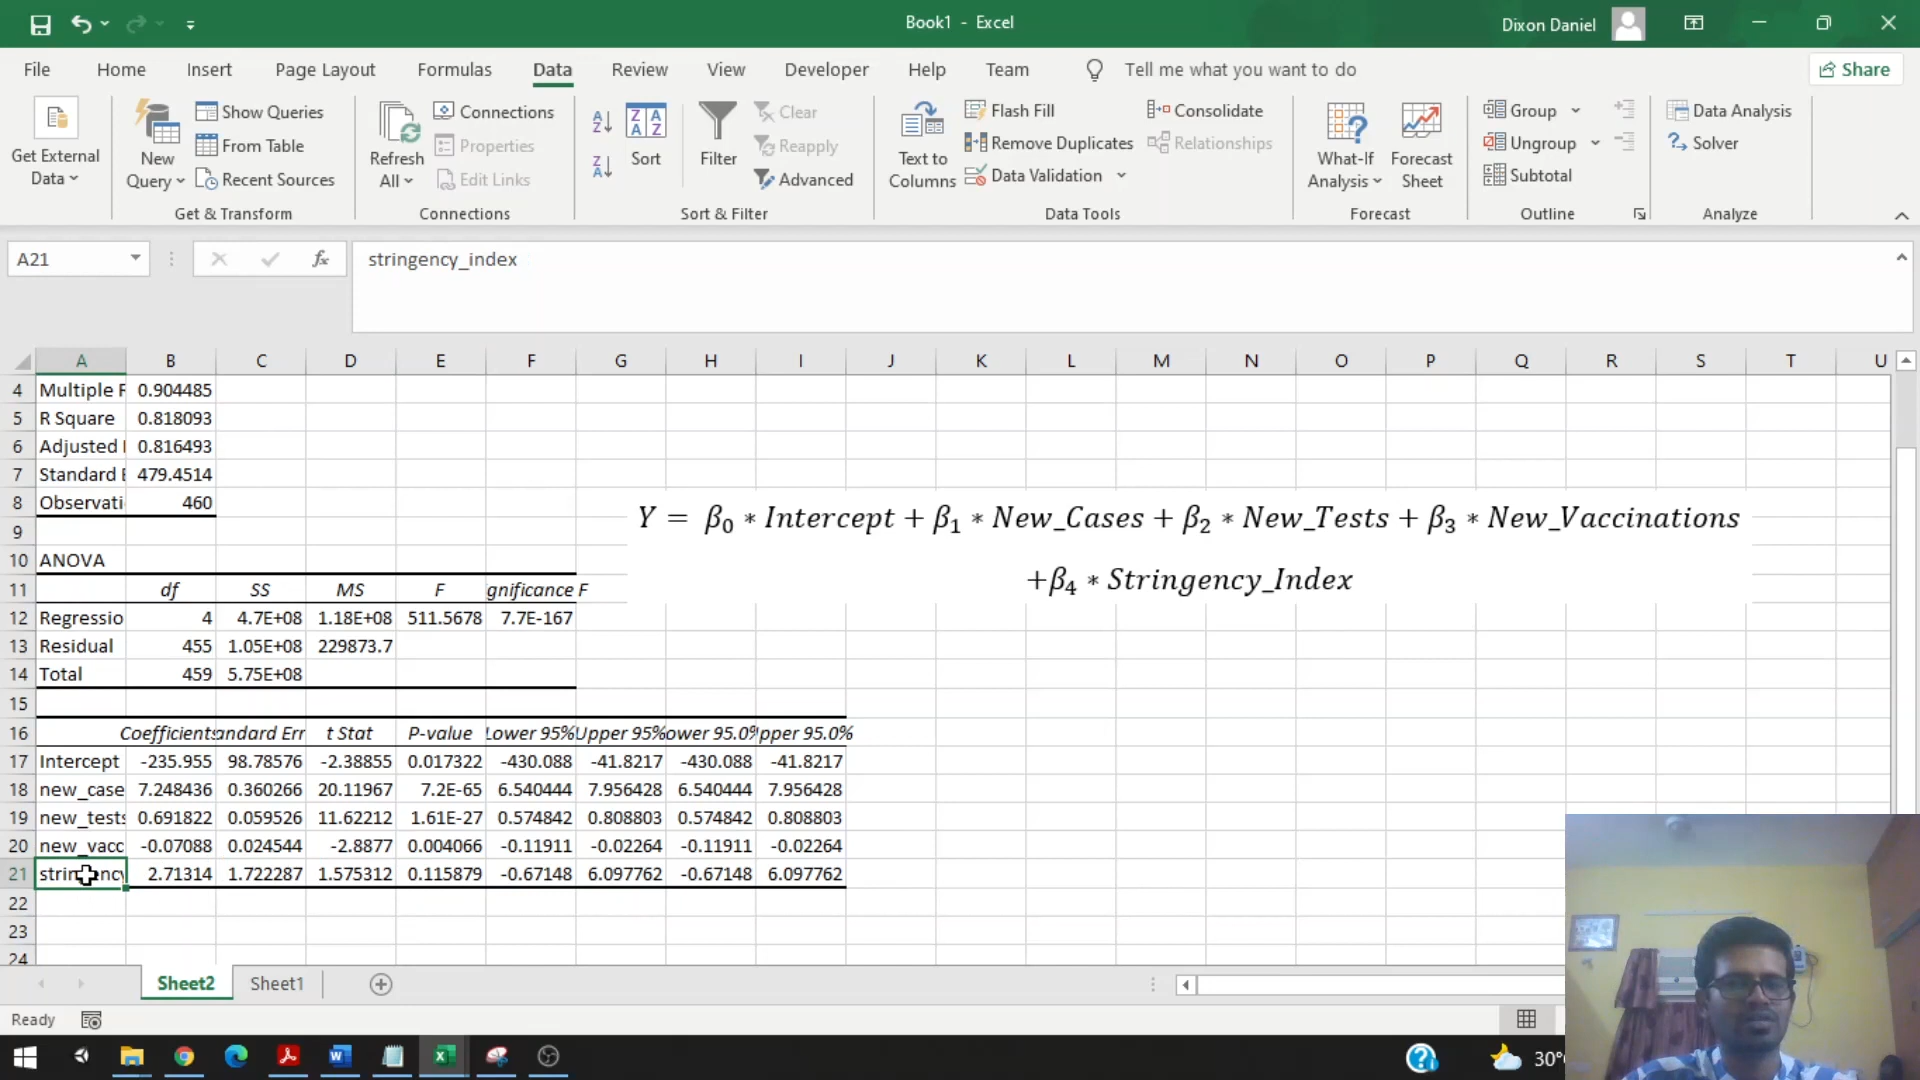 Book1 - Excel
Dixon Daniel
File Home Insert Page Layout Formulas Data Review View Developer Help Team Tell me what you want to do Share
Get External Data
New Query
Show Queries
From Table
Recent Sources
Get & Transform
Refresh All
Connections
Properties
Edit Links
Connections
Sort
Filter
Clear
Reapply
Advanced
Sort & Filter
Text to Columns
Flash Fill
Remove Duplicates
Data Validation
Consolidate
Relationships
Data Tools
What-If Analysis
Forecast Sheet
Forecast
Group
Ungroup
Subtotal
Outline
Data Analysis
Solver
Analyze
A21 fx stringency_index
A B C D E F G H I J K L M N O P Q R S T U
4 Multiple R 0.904485
5 R Square 0.818093
6 Adjusted 0.816493
7 Standard E 479.4514
8 Observati 460
9
10 ANOVA
11 df SS MS F gnificance F
12 Regressio 4 4.7E+08 1.18E+08 511.5678 7.7E-167
13 Residual 455 1.05E+08 229873.7
14 Total 459 5.75E+08
15
16 Coefficients andard Err t Stat P-value Lower 95% Upper 95% ower 95.0% pper 95.0%
17 Intercept -235.955 98.78576 -2.38855 0.017322 -430.088 -41.8217 -430.088 -41.8217
18 new_case 7.248436 0.360266 20.11967 7.2E-65 6.540444 7.956428 6.540444 7.956428
19 new_tests 0.691822 0.059526 11.62212 1.61E-27 0.574842 0.808803 0.574842 0.808803
20 new_vacc -0.07088 0.024544 -2.8877 0.004066 -0.11911 -0.02264 -0.11911 -0.02264
21 stringency 2.71314 1.722287 1.575312 0.115879 -0.67148 6.097762 -0.67148 6.097762
22
23
24
Y = β₀ * Intercept + β₁ * New_Cases + β₂ * New_Tests + β₃ * New_Vaccinations
+β₄ * Stringency_Index
Sheet2 Sheet1
Ready
30°